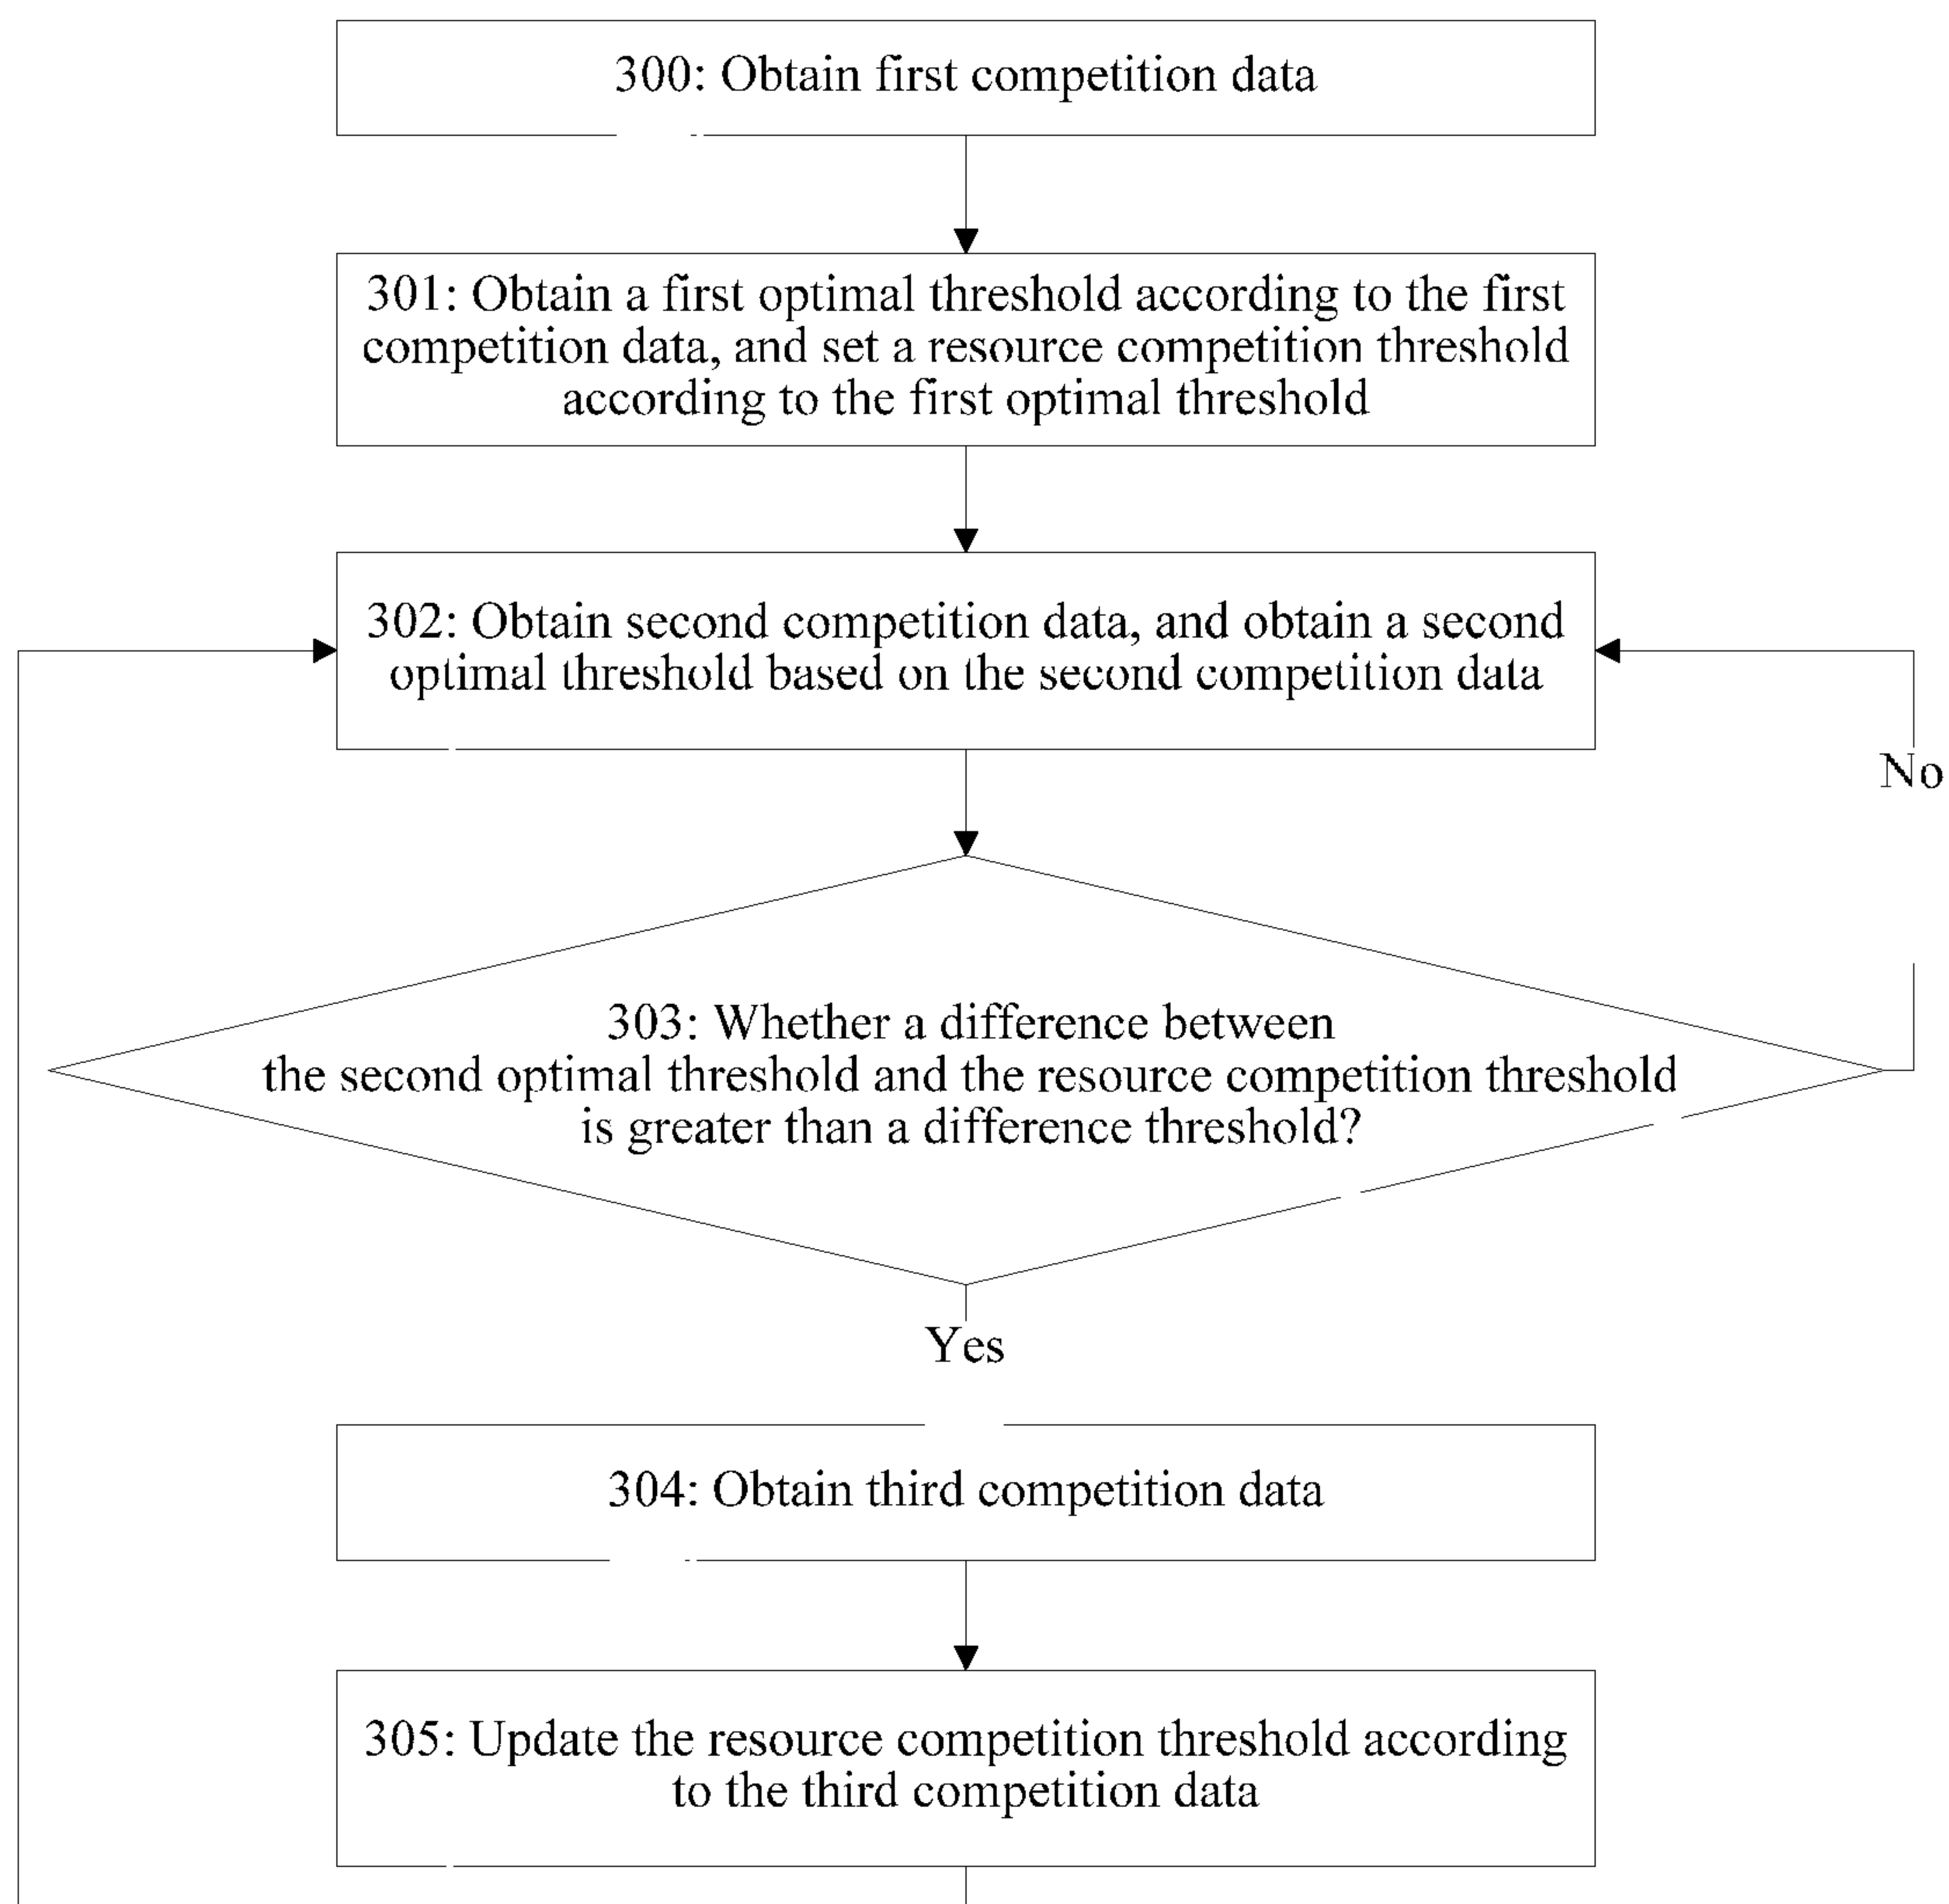 300: Obtain first competition data
301: Obtain a first optimal threshold according to the first
competition data, and set a resource competition threshold
according to the first optimal threshold
302: Obtain second competition data, and obtain a second
optimal threshold based on the second competition data
No
303: Whether a difference between
the second optimal threshold and the resource competition threshold
is greater than a difference threshold?
Yes
304: Obtain third competition data
305: Update the resource competition threshold according
to the third competition data